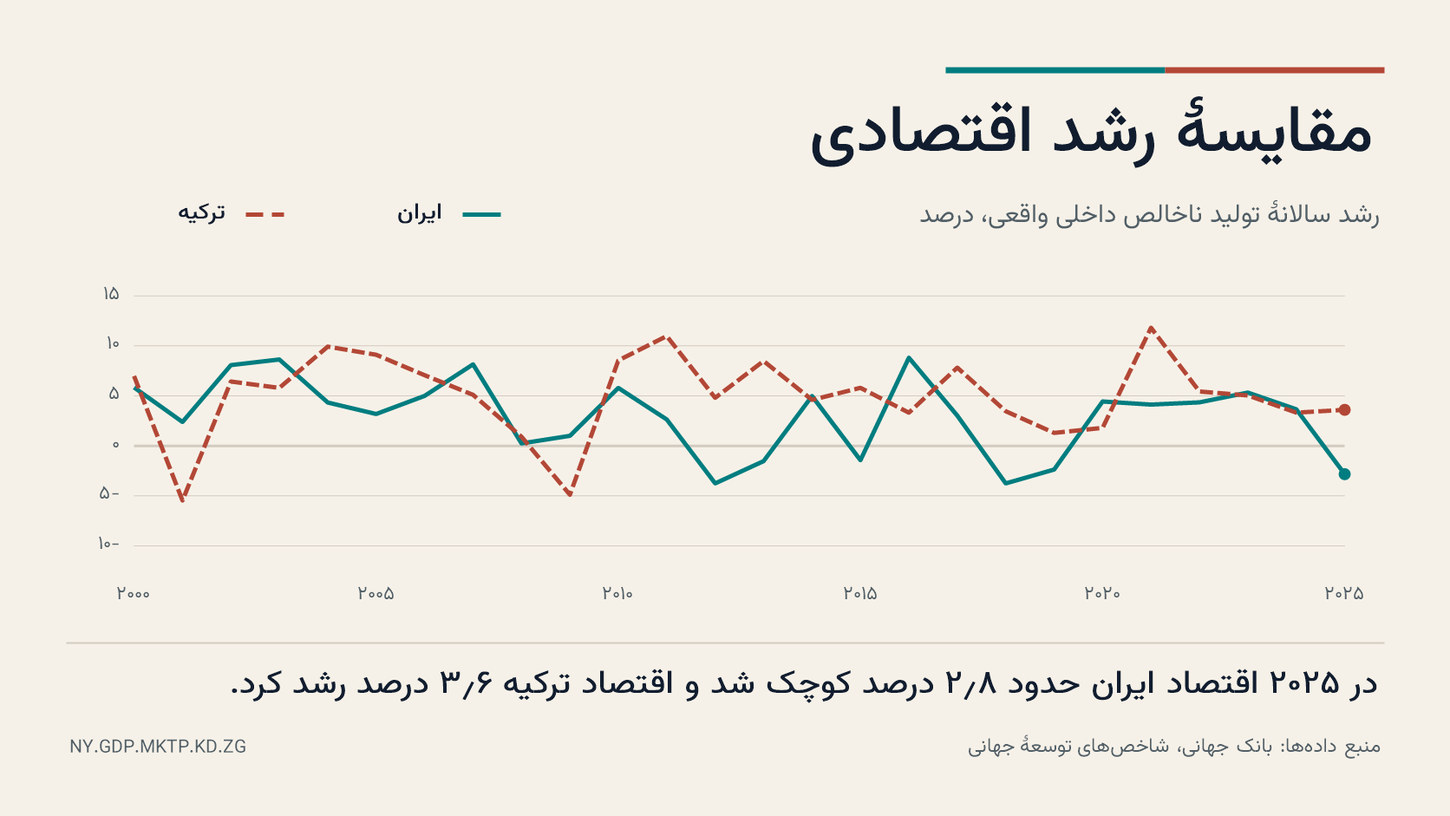 مقایسهٔ رشد اقتصادی
رشد سالانهٔ تولید ناخالص داخلی واقعی، درصد
ایران
ترکیه
۱۵
۱۰
۵
۰
۵-
۱۰-
۲۰۰۰ ۲۰۰۵ ۲۰۱۰ ۲۰۱۵ ۲۰۲۰ ۲۰۲۵
در ۲۰۲۵ اقتصاد ایران حدود ۲٫۸ درصد کوچک شد و اقتصاد ترکیه ۳٫۶ درصد رشد کرد.
منبع داده‌ها: بانک جهانی، شاخص‌های توسعهٔ جهانی
NY.GDP.MKTP.KD.ZG